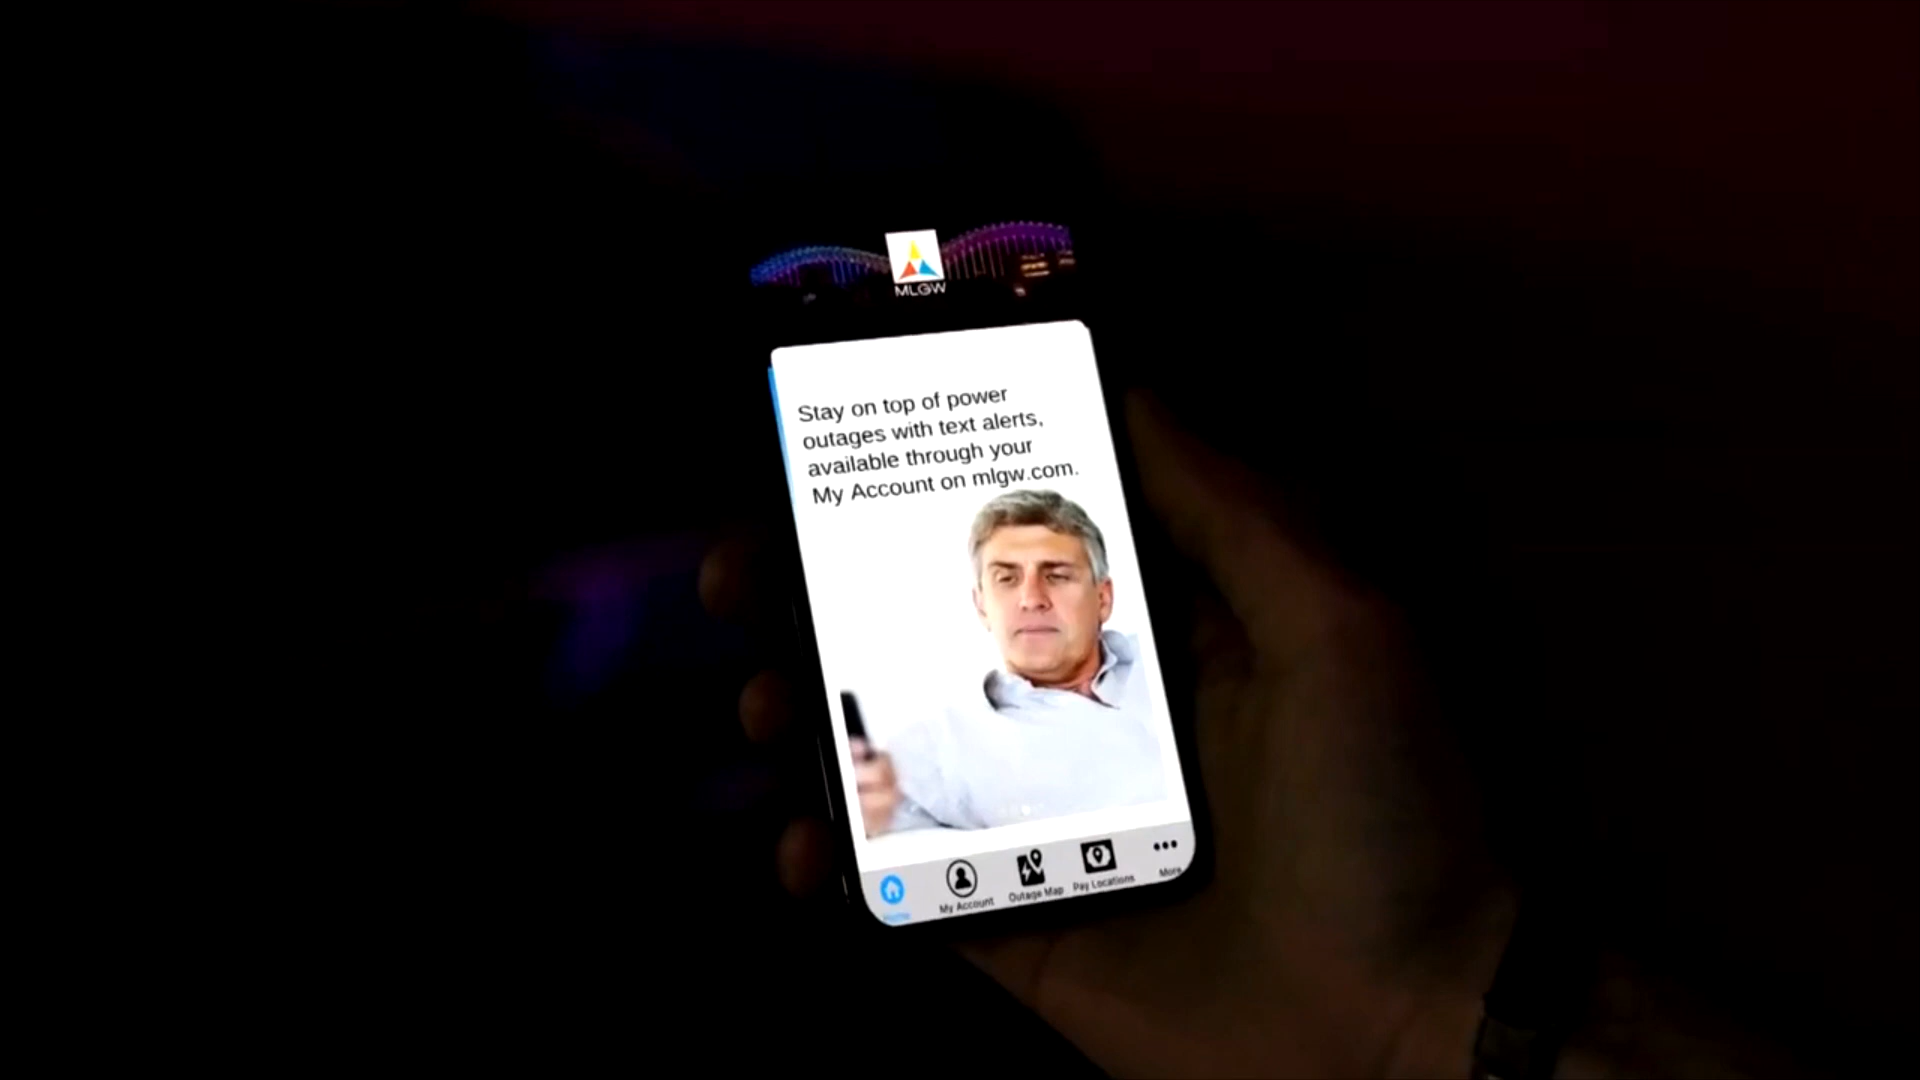 MLGW
Stay on top of power
outages with text alerts,
available through your
My Account on mlgw.com.
Home
My Account
Outage Map
Pay Locations
More